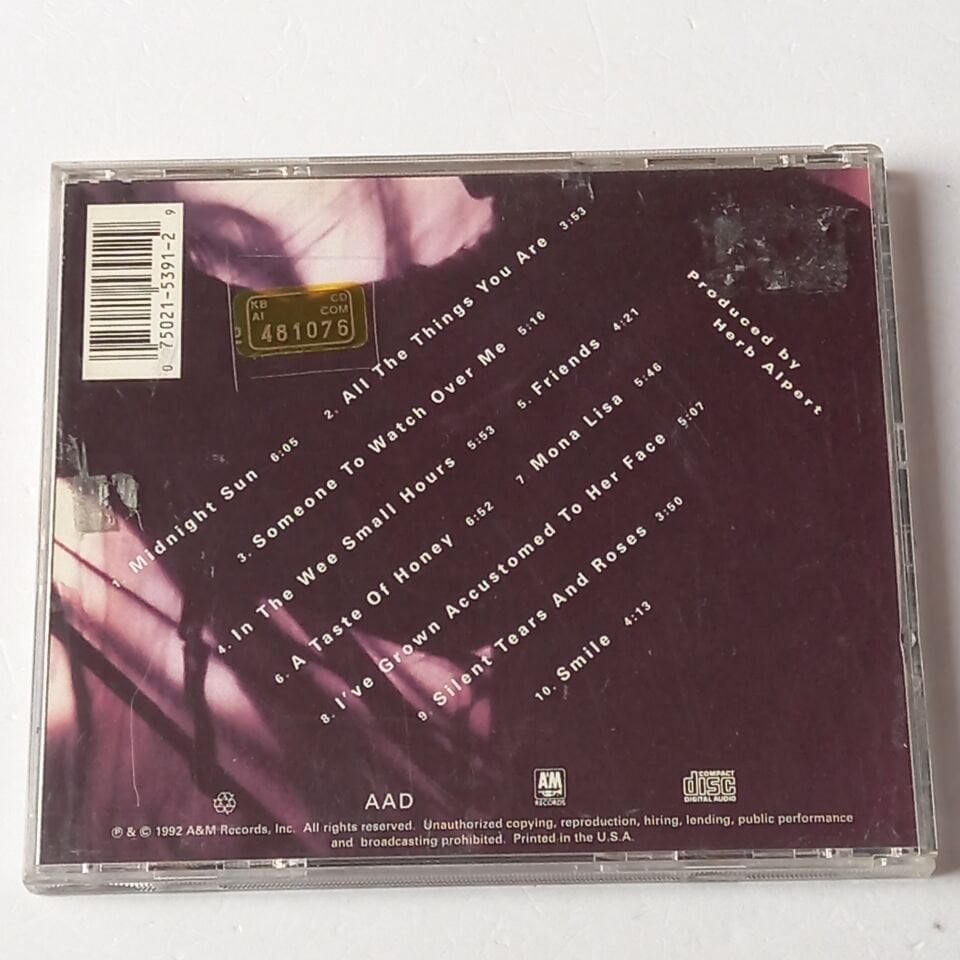 0 75021-5391-2 9
KB CD
AI COM
481076
1. Midnight Sun 6:05
2. All The Things You Are 3:53
3. Someone To Watch Over Me 5:16
4. In The Wee Small Hours 5:53
5. Friends 4:21
6. A Taste Of Honey 6:52
7 Mona Lisa 5:46
8. I've Grown Accustomed To Her Face 5:07
9. Silent Tears And Roses 3:50
10. Smile 4:13
Produced by
Herb Alpert
AAD
A&M
RECORDS
COMPACT
disc
DIGITAL AUDIO
℗ & © 1992 A&M Records, Inc. All rights reserved. Unauthorized copying, reproduction, hiring, lending, public performance
and broadcasting prohibited. Printed in the U.S.A.